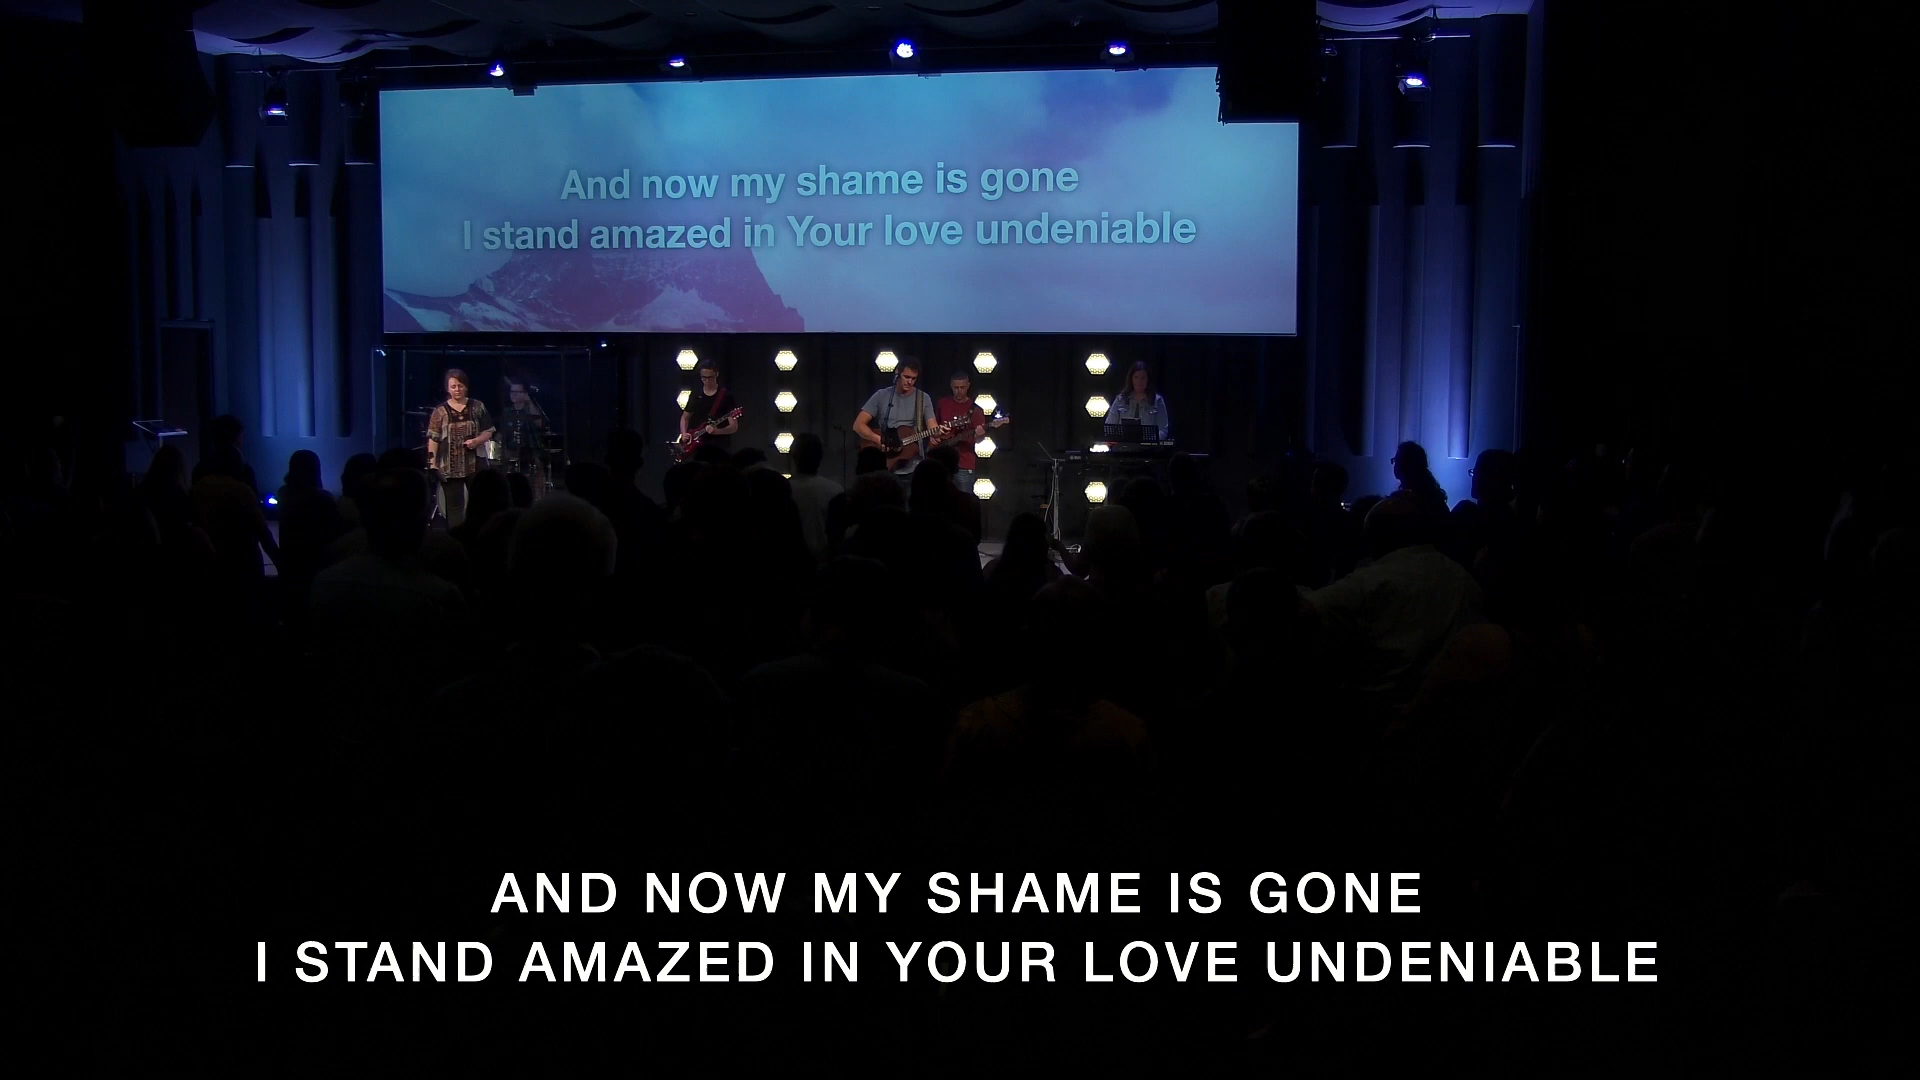 And now my shame is gone
I stand amazed in Your love undeniable
AND NOW MY SHAME IS GONE
I STAND AMAZED IN YOUR LOVE UNDENIABLE